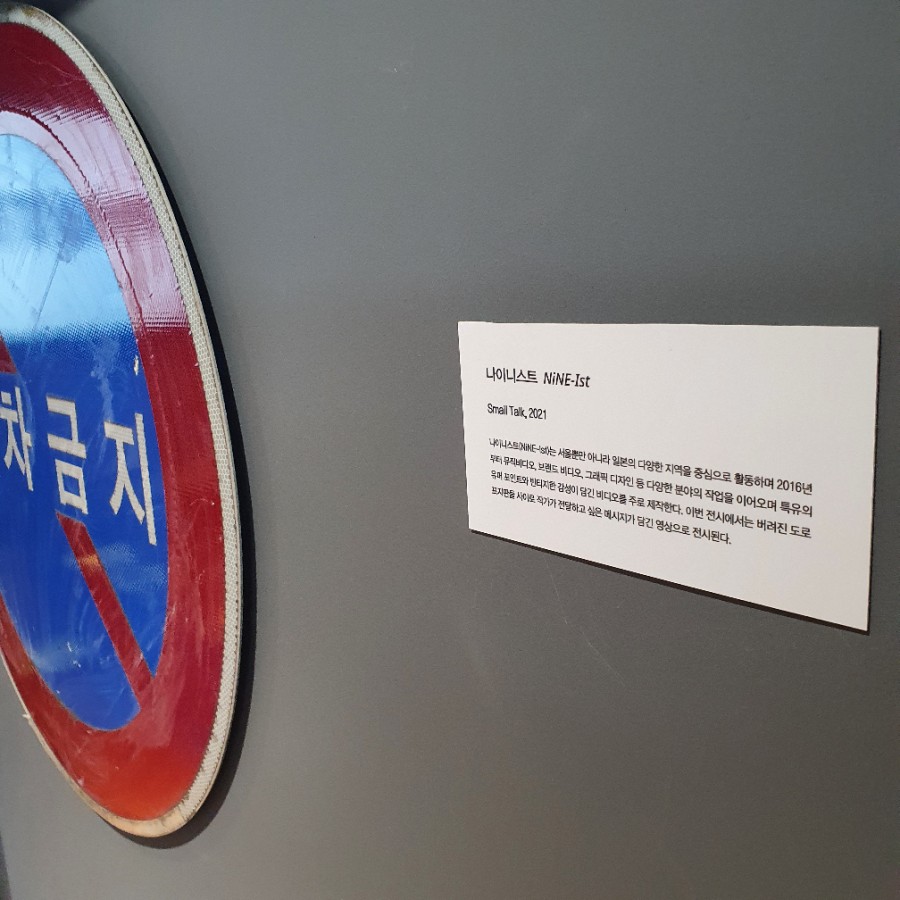 차금지
나이니스트 NiNE-Ist
Small Talk, 2021
나이니스트(NiNE-Ist)는 서울뿐만 아니라 일본의 다양한 지역을 중심으로 활동하며 2016년
부터 뮤직비디오, 브랜드 비디오, 그래픽 디자인 등 다양한 분야의 작업을 이어오며 특유의
유머 포인트와 빈티지한 감성이 담긴 비디오를 주로 제작한다. 이번 전시에서는 버려진 도로
표지판들 사이로 작가가 전달하고 싶은 메시지가 담긴 영상으로 전시된다.